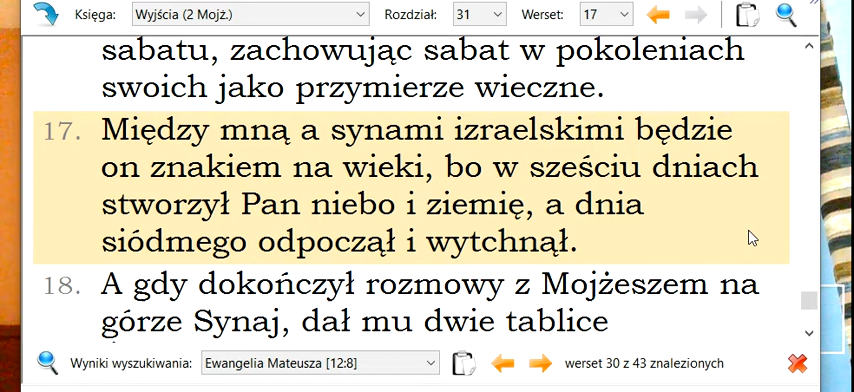 Księga: Wyjścia (2 Mojż.) Rozdział: 31 Werset: 17
sabatu, zachowując sabat w pokoleniach
swoich jako przymierze wieczne.
17. Między mną a synami izraelskimi będzie
on znakiem na wieki, bo w sześciu dniach
stworzył Pan niebo i ziemię, a dnia
siódmego odpoczął i wytchnął.
18. A gdy dokończył rozmowy z Mojżeszem na
górze Synaj, dał mu dwie tablice
Wyniki wyszukiwania: Ewangelia Mateusza [12:8] werset 30 z 43 znalezionych